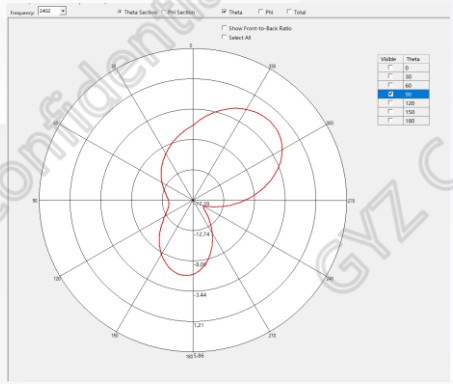 Frequency: 2402
Theta Section
Phi Section
Theta
Phi
Total
Show Front-to-Back Ratio
Select All
Visible Theta
0
30
60
90
120
150
180
0
30
330
60
300
90
270
120
240
150
210
180
-12.74
-8.09
-3.44
1.21
5.86
Confidential
GYZ C